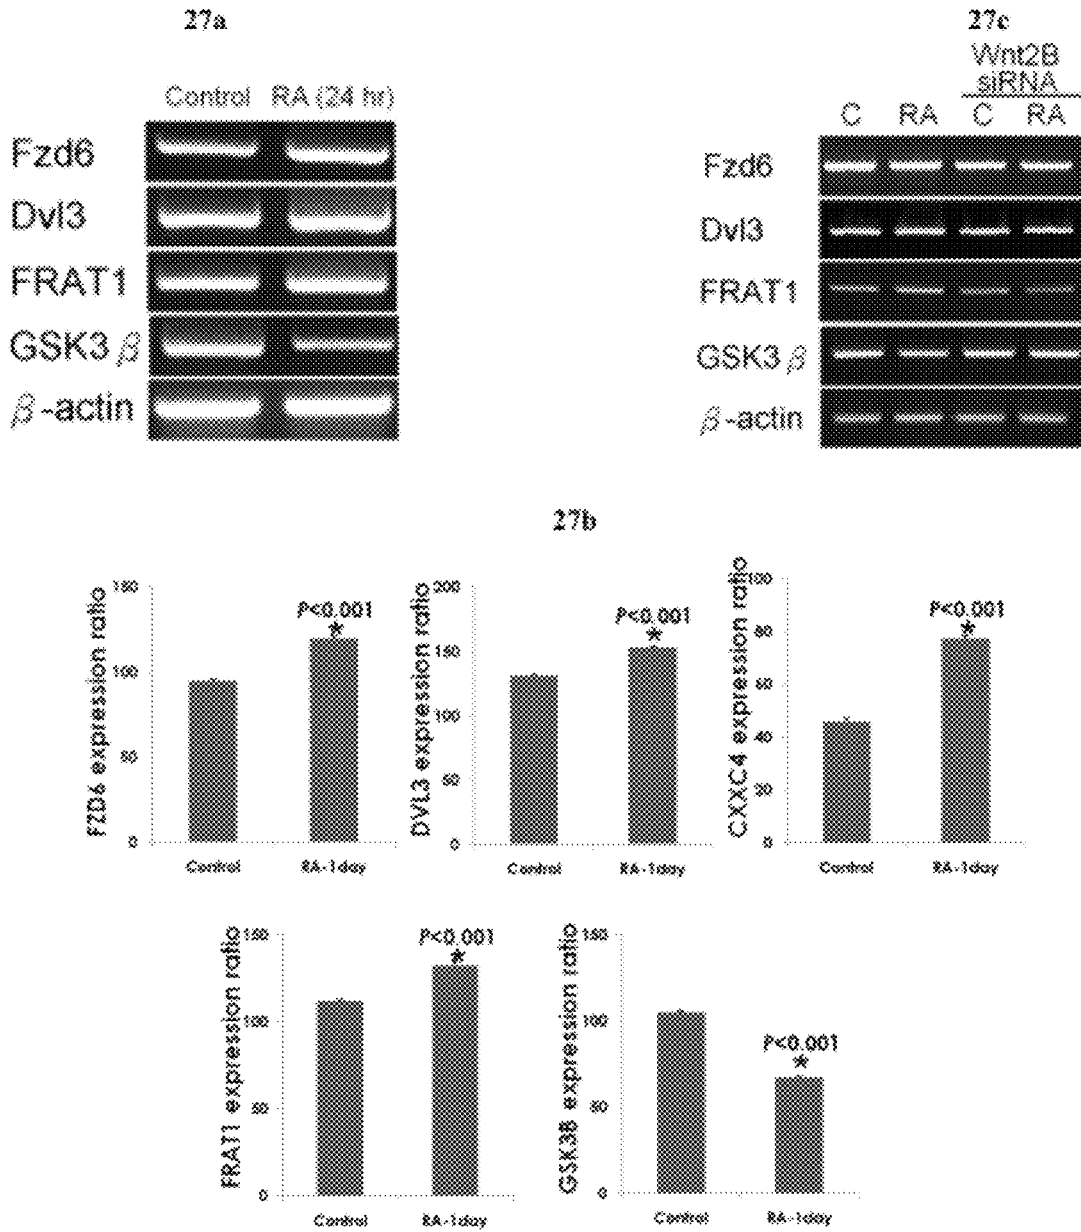 27a
Control RA (24 hr)
Fzd6
Dvl3
FRAT1
GSK3 β
β-actin
27c
Wnt2B
siRNA
C RA C RA
Fzd6
Dvl3
FRAT1
GSK3 β
β-actin
27b
FZD6 expression ratio
150
100
50
0
P<0.001
*
Control RA-1day
DVL3 expression ratio
200
150
100
50
0
P<0.001
*
Control RA-1day
CXXC4 expression ratio
100
80
60
40
20
0
P<0.001
*
Control RA-1day
FRAT1 expression ratio
150
100
50
0
P<0.001
*
Control RA-1day
GSK3B expression ratio
150
100
50
0
P<0.001
*
Control RA-1day